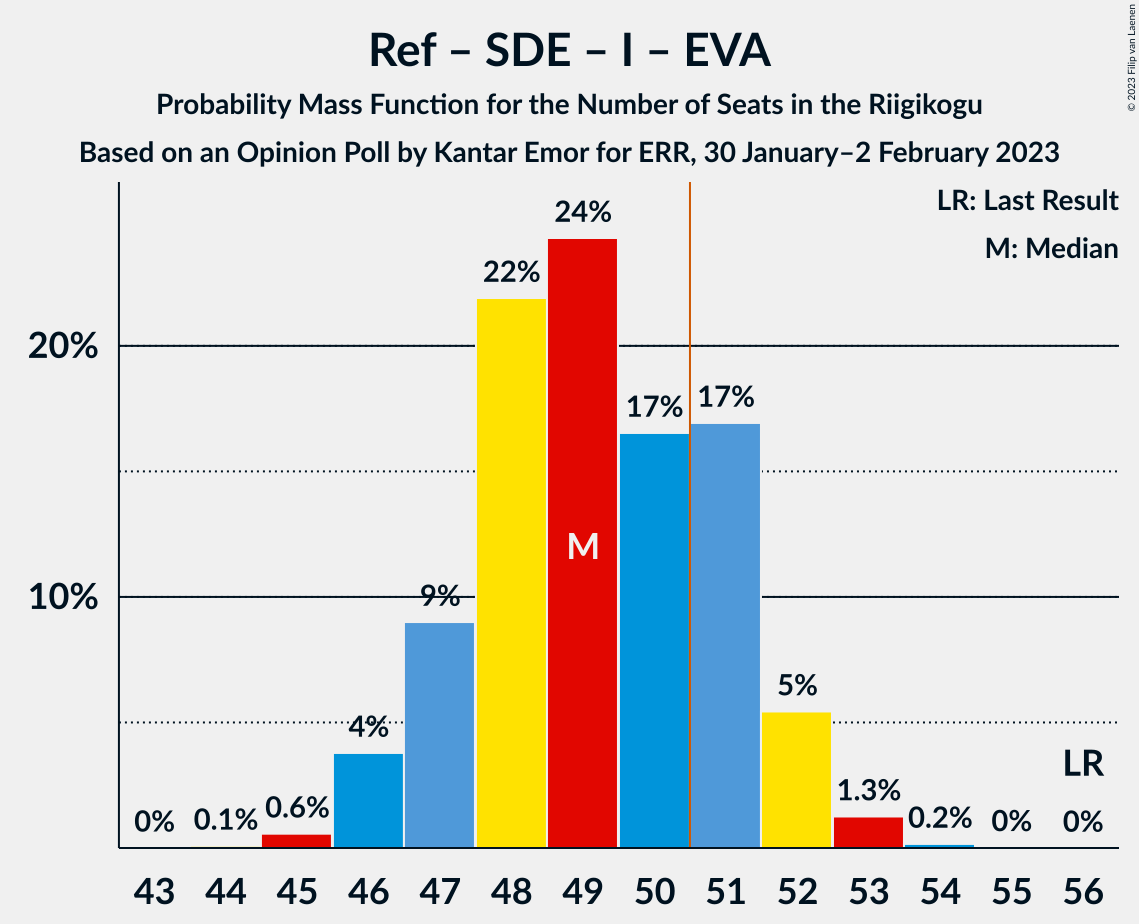 Ref – SDE – I – EVA
Probability Mass Function for the Number of Seats in the Riigikogu
Based on an Opinion Poll by Kantar Emor for ERR, 30 January–2 February 2023
© 2023 Filip van Laenen
LR: Last Result
M: Median
24%
22%
20%
17%
17%
M
10%
9%
5%
4%
LR
1.3%
0.6%
0.2%
0%
0.1%
0%
0%
43 44 45 46 47 48 49 50 51 52 53 54 55 56